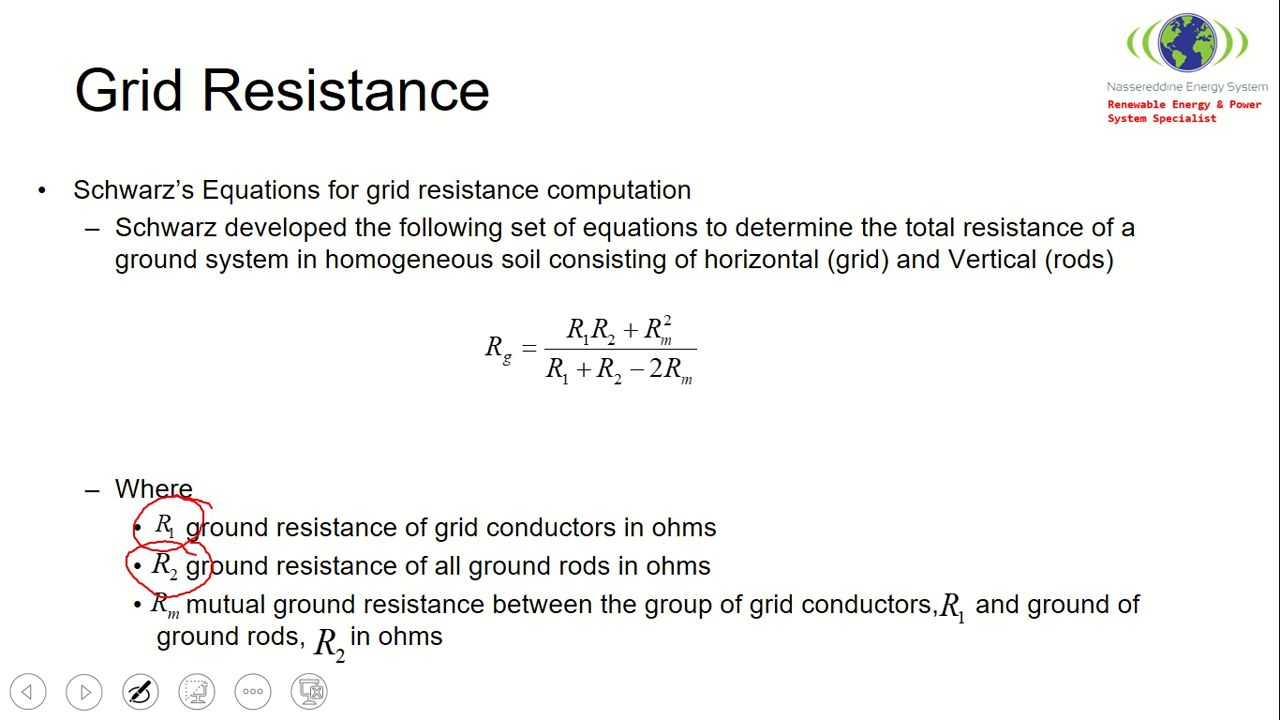 Nassereddine Energy System
Renewable Energy & Power
System Specialist
Grid Resistance
• Schwarz’s Equations for grid resistance computation
– Schwarz developed the following set of equations to determine the total resistance of a
ground system in homogeneous soil consisting of horizontal (grid) and Vertical (rods)
R_g = (R_1 R_2 + R_m^2) / (R_1 + R_2 − 2R_m)
– Where
• R_1 ground resistance of grid conductors in ohms
• R_2 ground resistance of all ground rods in ohms
• R_m mutual ground resistance between the group of grid conductors, R_1 and ground of
ground rods, R_2 in ohms